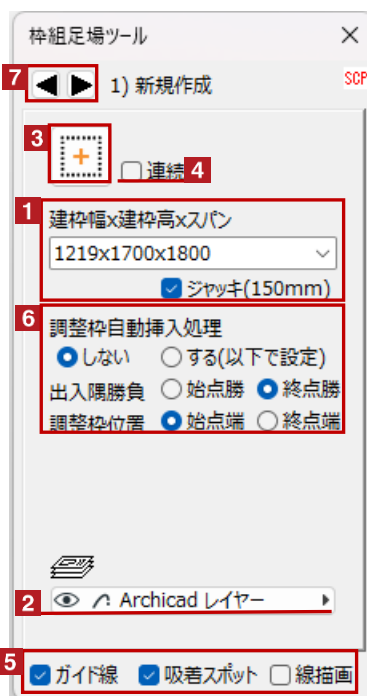 枠組足場ツール
7 1) 新規作成 SCP
3
連続 4
1
建枠幅x建枠高xスパン
1219x1700x1800
ジャッキ(150mm)
6
調整枠自動挿入処理
しない する(以下で設定)
出入隅勝負 始点勝 終点勝
調整枠位置 始点端 終点端
2 Archicad レイヤー
5
ガイド線 吸着スポット 線描画